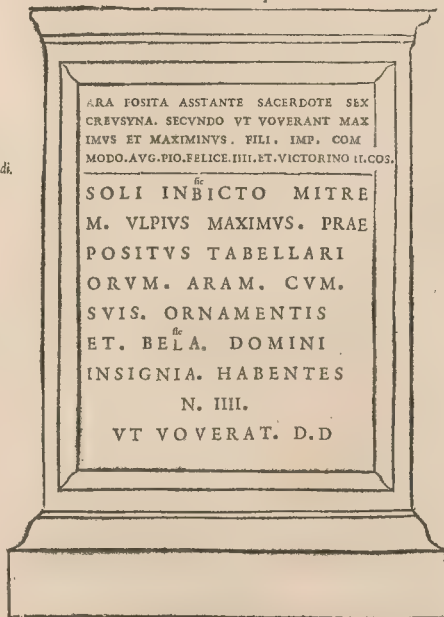 di.
ARA POSITA ASSTANTE SACERDOTE SEX
CREVSYNA. SECVNDO VT VOVERANT MAX
IMVS ET MAXIMINVS. FILI. IMP. COM
MODO.AVG.PIO.FELICE.IIII.ET.VICTORINO II.COS.
sic
SOLI INBICTO MITRE
M. VLPIVS MAXIMVS. PRAE
POSITVS TABELLARI
ORVM. ARAM. CVM.
SVIS. ORNAMENTIS
sic
ET. BELA. DOMINI
INSIGNIA. HABENTES
N. IIII.
VT VOVERAT. D.D